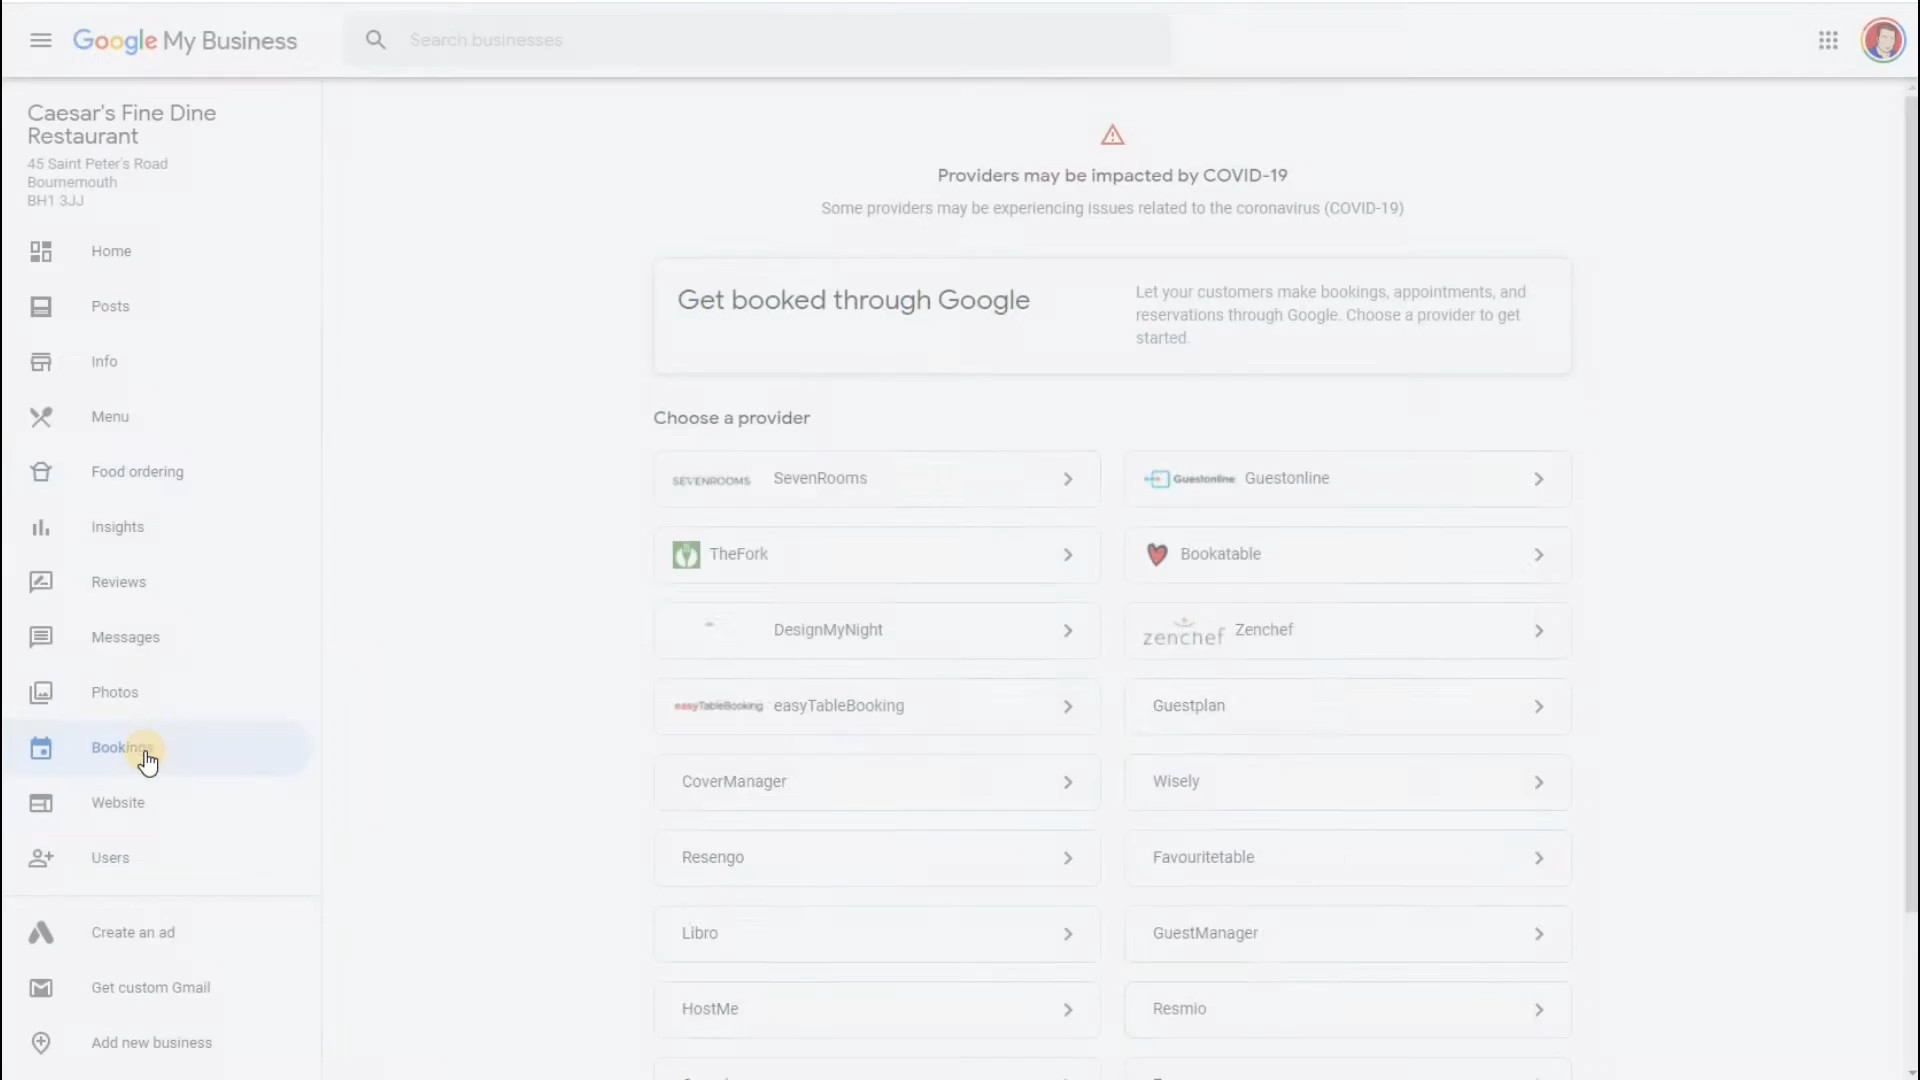 Google My Business
Search businesses
Caesar's Fine Dine
Restaurant
45 Saint Peter's Road
Bournemouth
BH1 3JJ
Home
Posts
Info
Menu
Food ordering
Insights
Reviews
Messages
Photos
Bookings
Website
Users
Create an ad
Get custom Gmail
Add new business
Providers may be impacted by COVID-19
Some providers may be experiencing issues related to the coronavirus (COVID-19)
Get booked through Google
Let your customers make bookings, appointments, and
reservations through Google. Choose a provider to get
started.
Choose a provider
SEVENROOMS SevenRooms
Guestonline Guestonline
TheFork
Bookatable
DesignMyNight
zenchef Zenchef
easyTableBooking easyTableBooking
Guestplan
CoverManager
Wisely
Resengo
Favouritetable
Libro
GuestManager
HostMe
Resmio